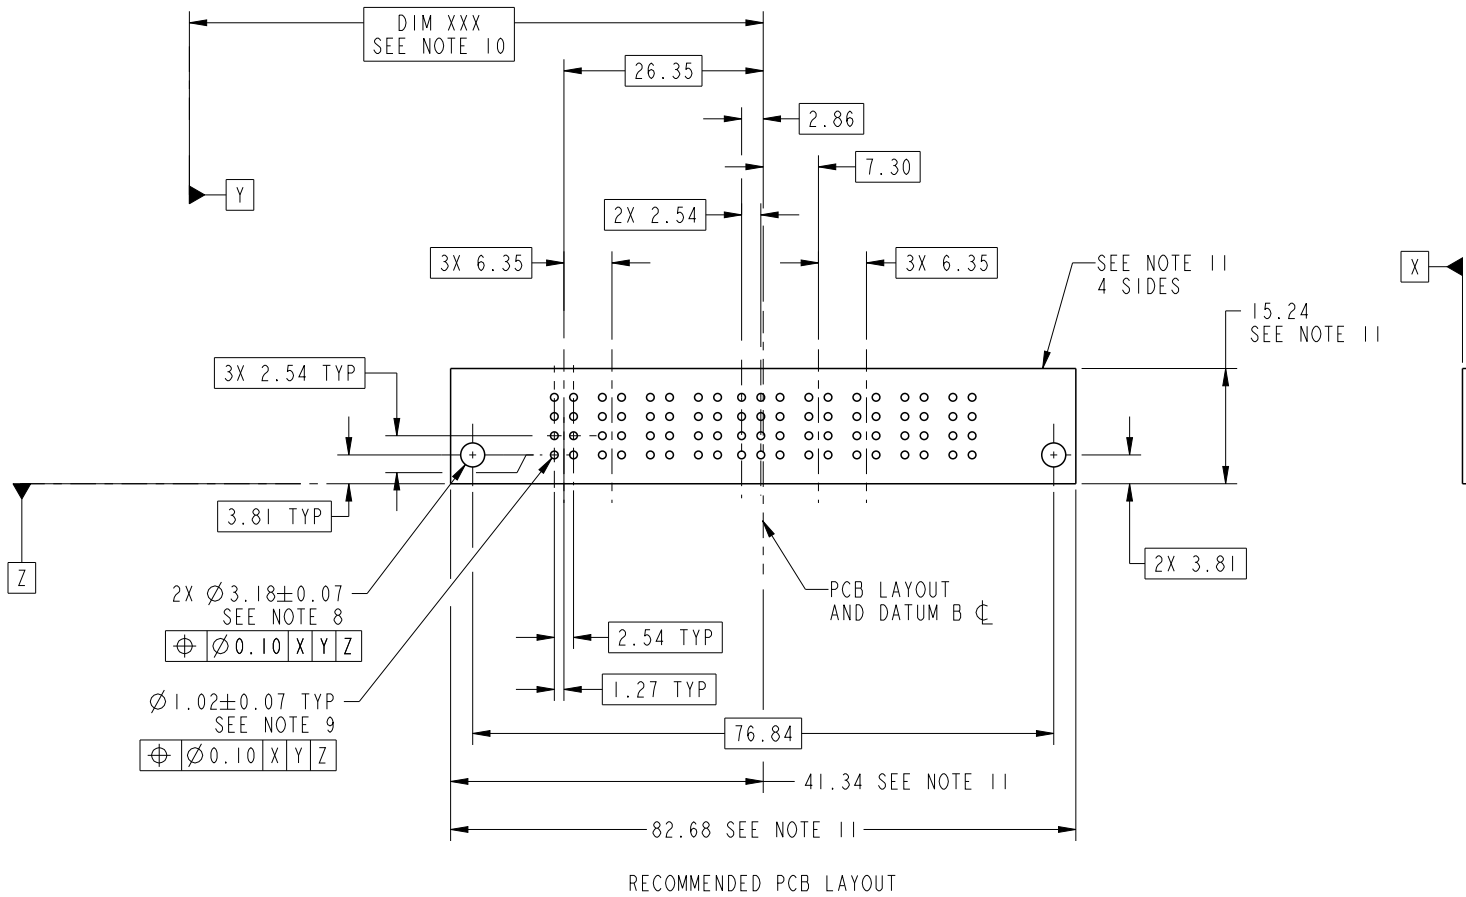 DIM XXX
SEE NOTE 10
26.35
2.86
7.30
Y
2X 2.54
3X 6.35
3X 6.35
SEE NOTE 11
4 SIDES
X
15.24
SEE NOTE 11
3X 2.54 TYP
3.81 TYP
Z
2X 3.81
2X Ø3.18±0.07
SEE NOTE 8
⌖ Ø0.10 X Y Z
PCB LAYOUT
AND DATUM B ℄
2.54 TYP
1.27 TYP
Ø1.02±0.07 TYP
SEE NOTE 9
⌖ Ø0.10 X Y Z
76.84
41.34 SEE NOTE 11
82.68 SEE NOTE 11
RECOMMENDED PCB LAYOUT